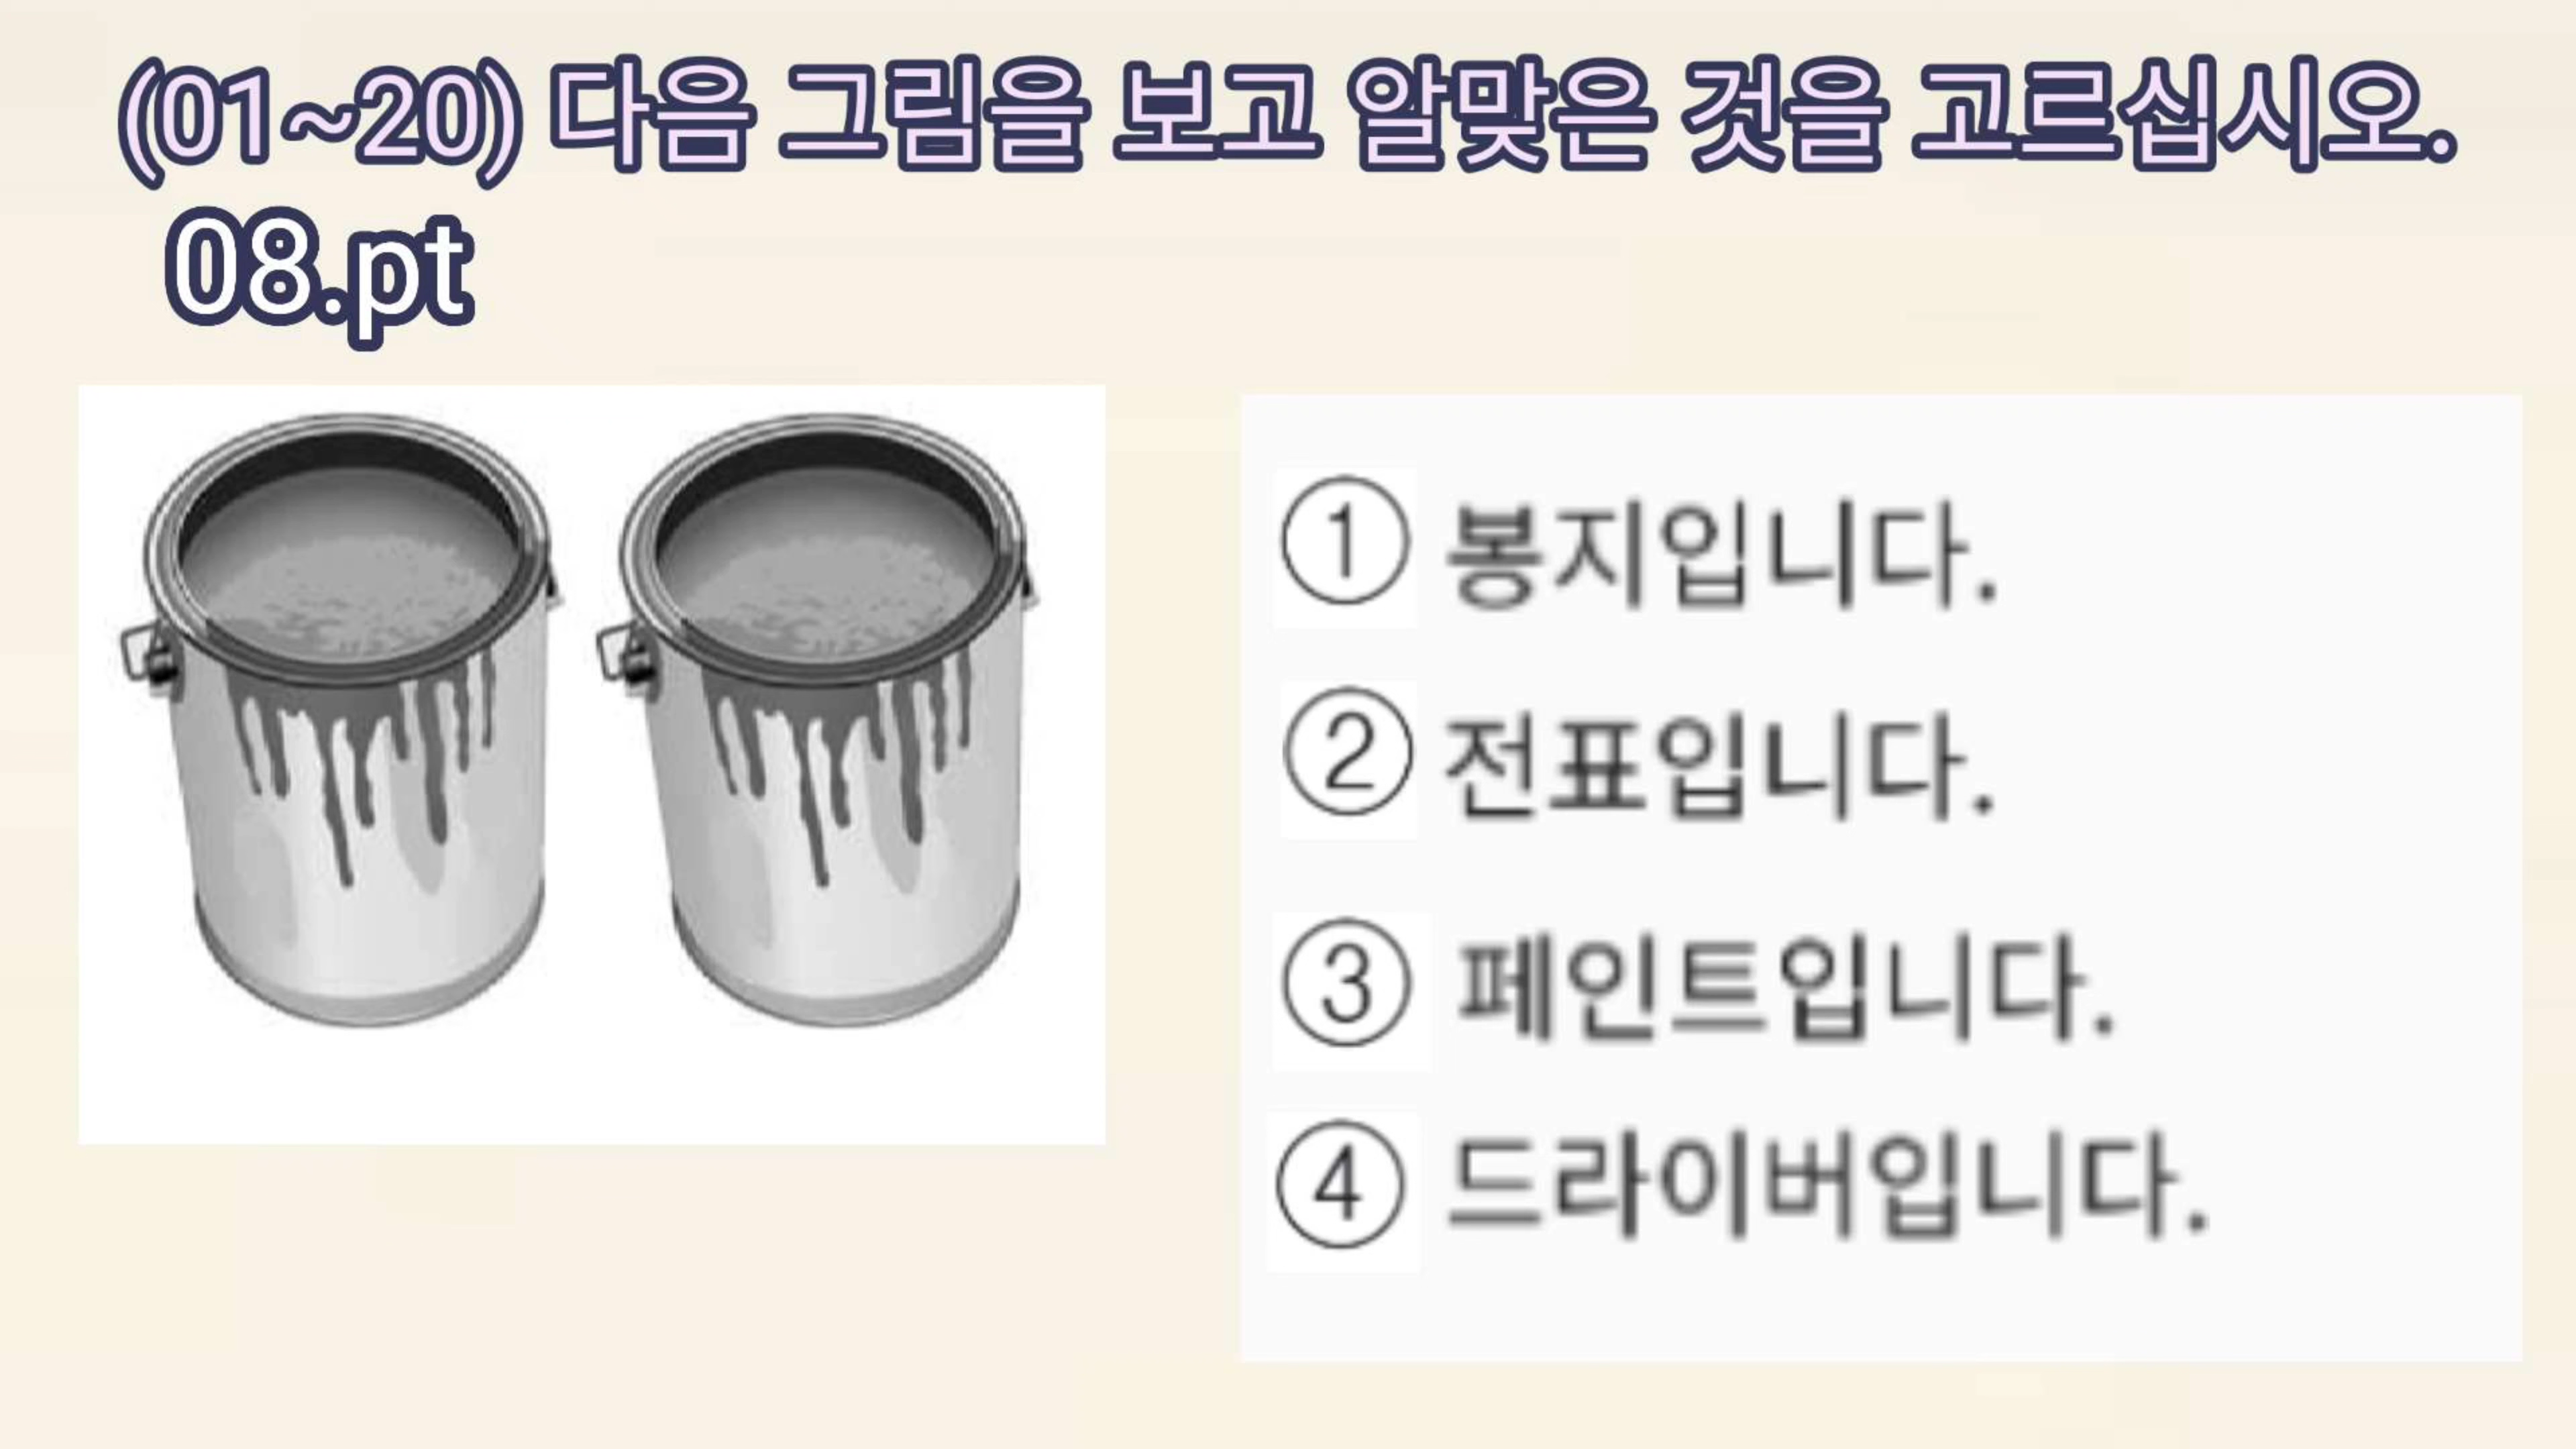 (01~20) 다음 그림을 보고 알맞은 것을 고르십시오.
08.pt
① 봉지입니다.
② 전표입니다.
③ 페인트입니다.
④ 드라이버입니다.